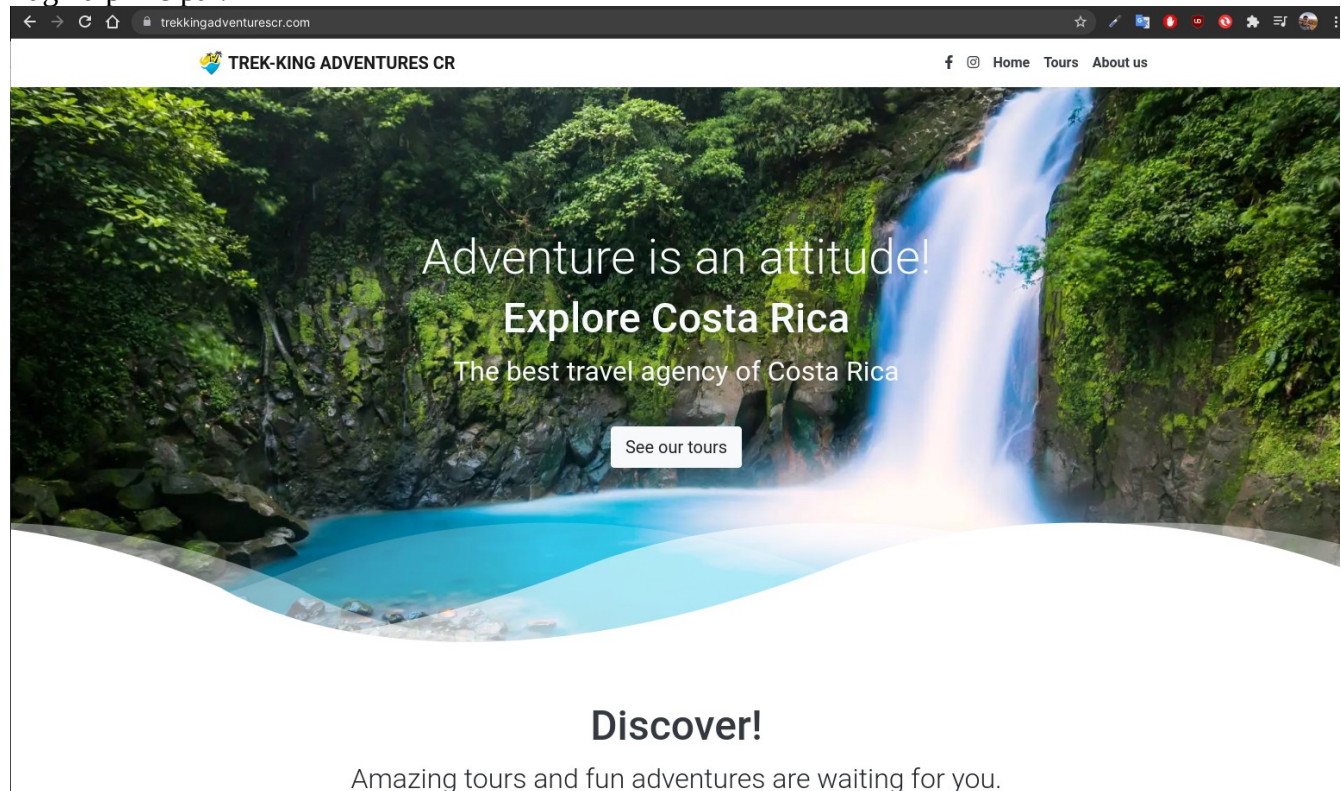 trekkingadventurescr.com
TREK-KING ADVENTURES CR
Home Tours About us
Adventure is an attitude!
Explore Costa Rica
The best travel agency of Costa Rica
See our tours
Discover!
Amazing tours and fun adventures are waiting for you.